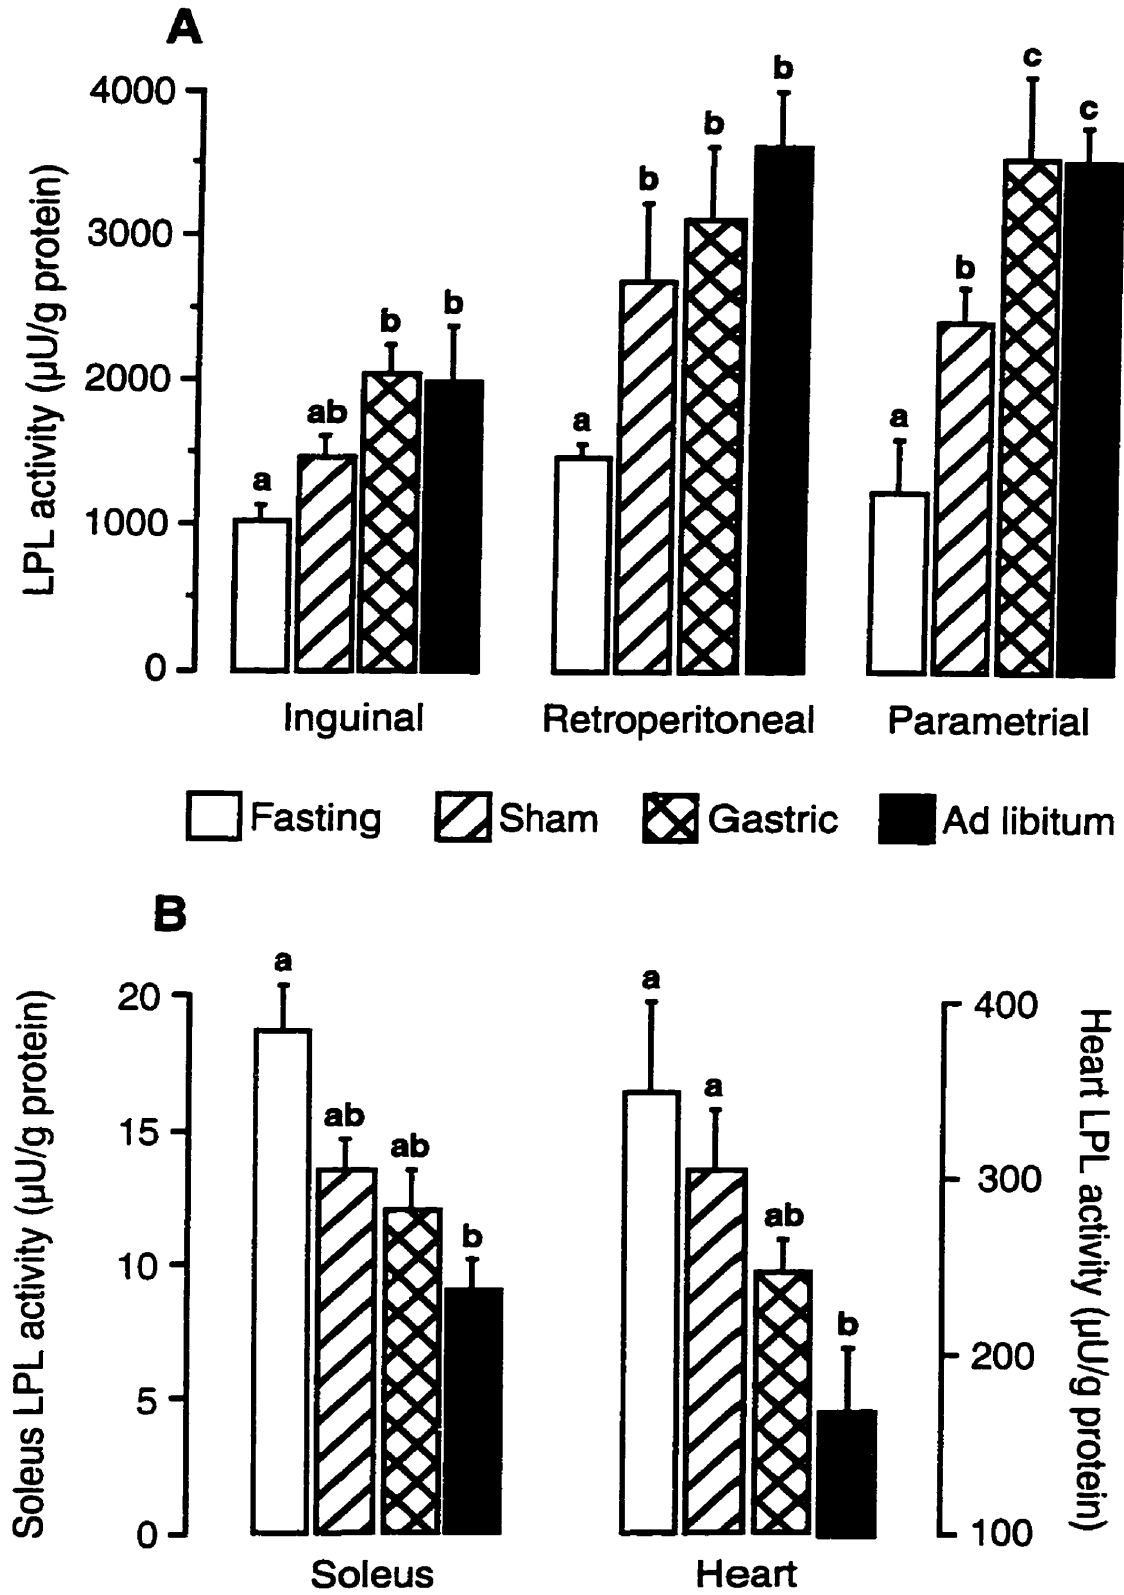 A
LPL activity (µU/g protein)
4000
3000
2000
1000
0
a
ab
b
b
a
b
b
b
a
b
c
c
Inguinal
Retroperitoneal
Parametrial
Fasting
Sham
Gastric
Ad libitum
B
Soleus LPL activity (µU/g protein)
20
15
10
5
0
a
ab
ab
b
a
a
ab
b
Soleus
Heart
400
300
200
100
Heart LPL activity (µU/g protein)